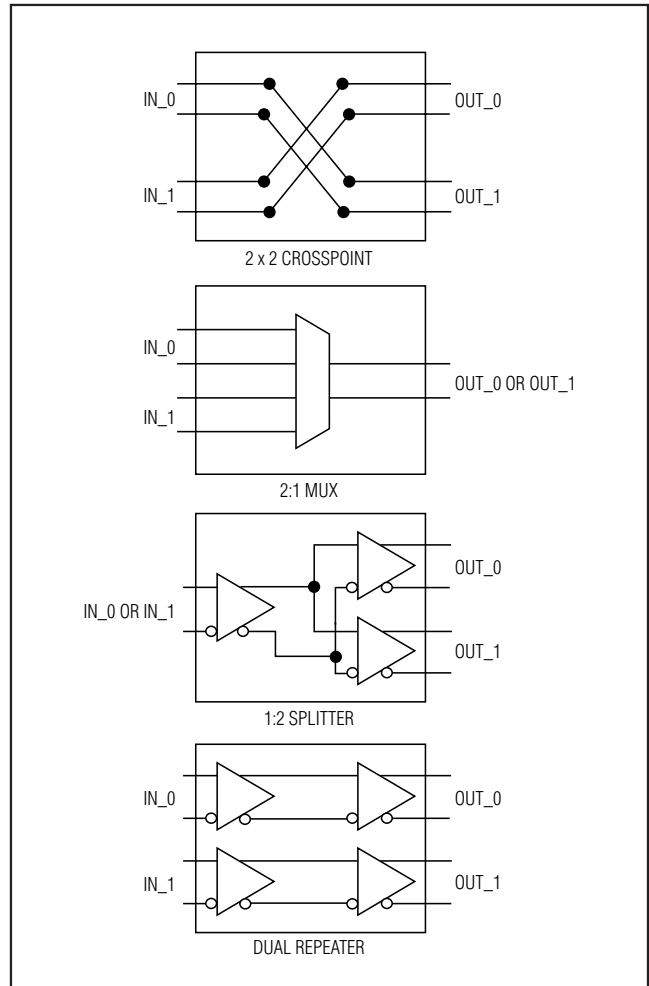 IN_0
OUT_0
IN_1
OUT_1
2 x 2 CROSSPOINT
IN_0
OUT_0 OR OUT_1
IN_1
2:1 MUX
OUT_0
IN_0 OR IN_1
OUT_1
1:2 SPLITTER
IN_0
OUT_0
IN_1
OUT_1
DUAL REPEATER